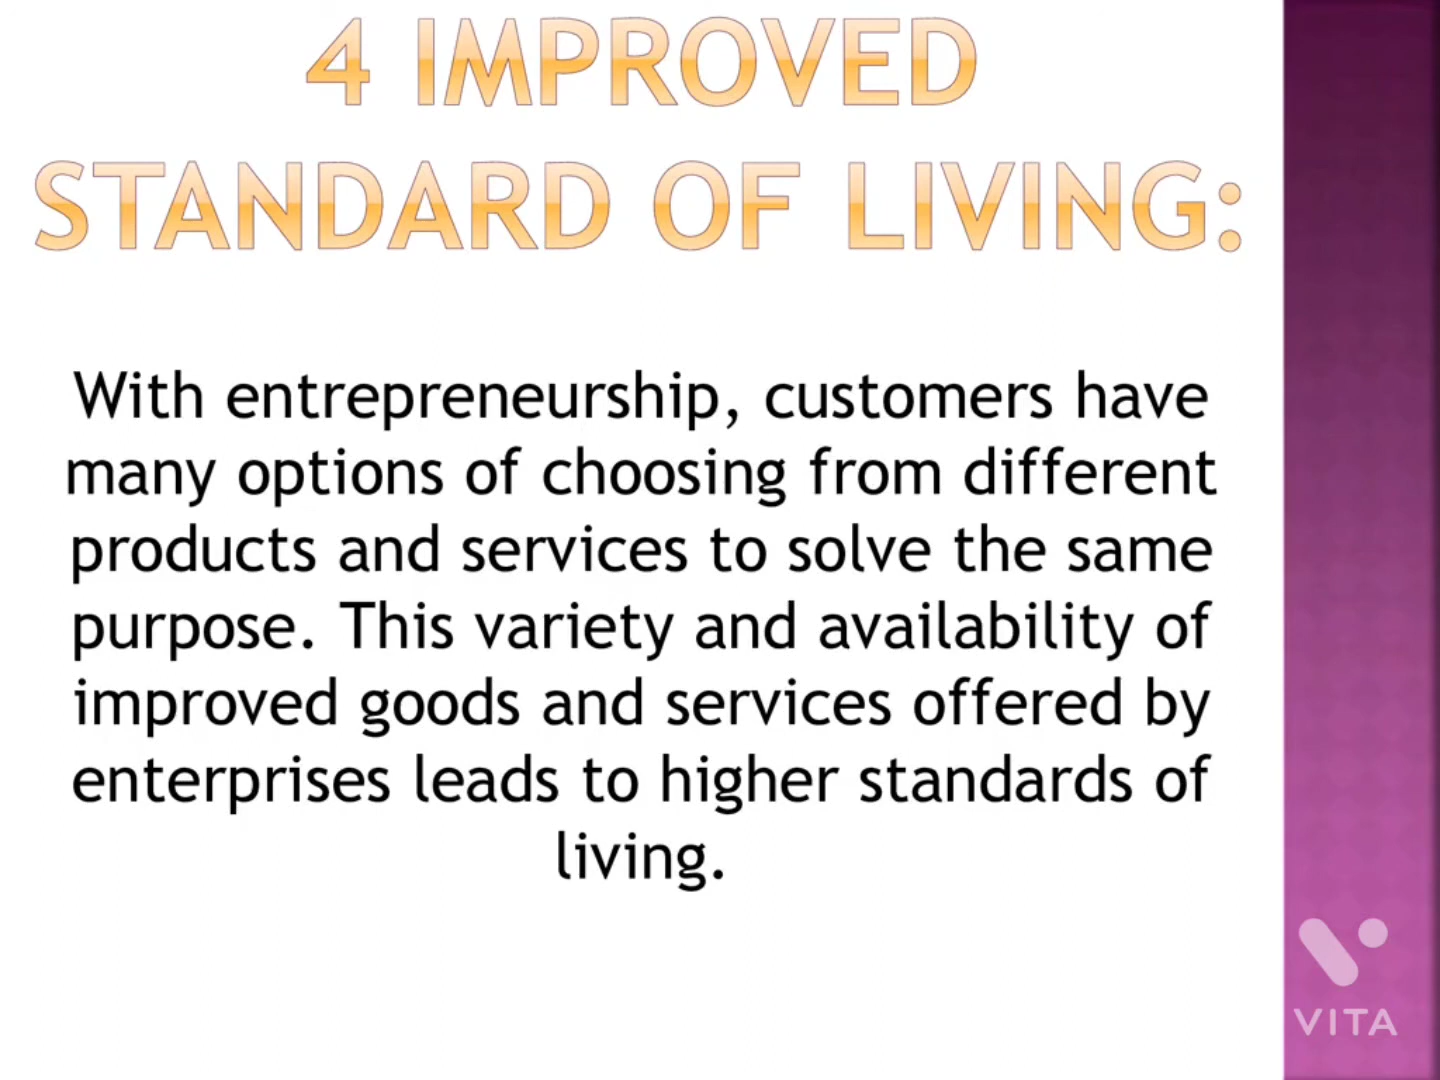 4 IMPROVED
STANDARD OF LIVING:
With entrepreneurship, customers have
many options of choosing from different
products and services to solve the same
purpose. This variety and availability of
improved goods and services offered by
enterprises leads to higher standards of
living.
VITA